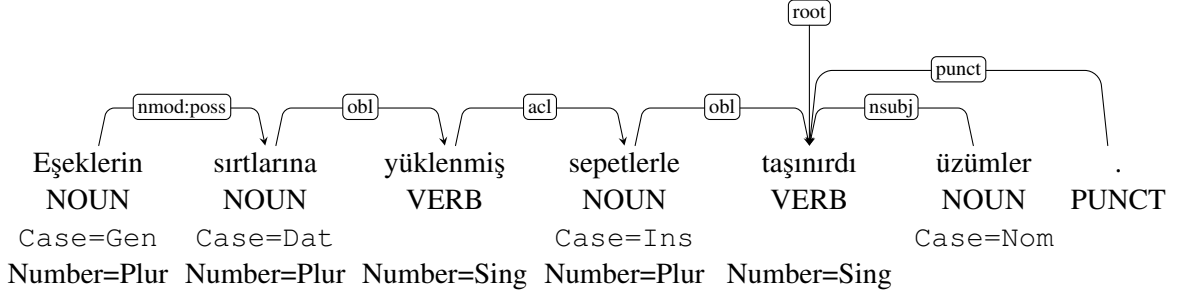 root
punct
nmod:poss obl acl obl nsubj
Eşeklerin sırtlarına yüklenmiş sepetlerle taşınırdı üzümler .
NOUN NOUN VERB NOUN VERB NOUN PUNCT
Case=Gen Case=Dat Case=Ins Case=Nom
Number=Plur Number=Plur Number=Sing Number=Plur Number=Sing